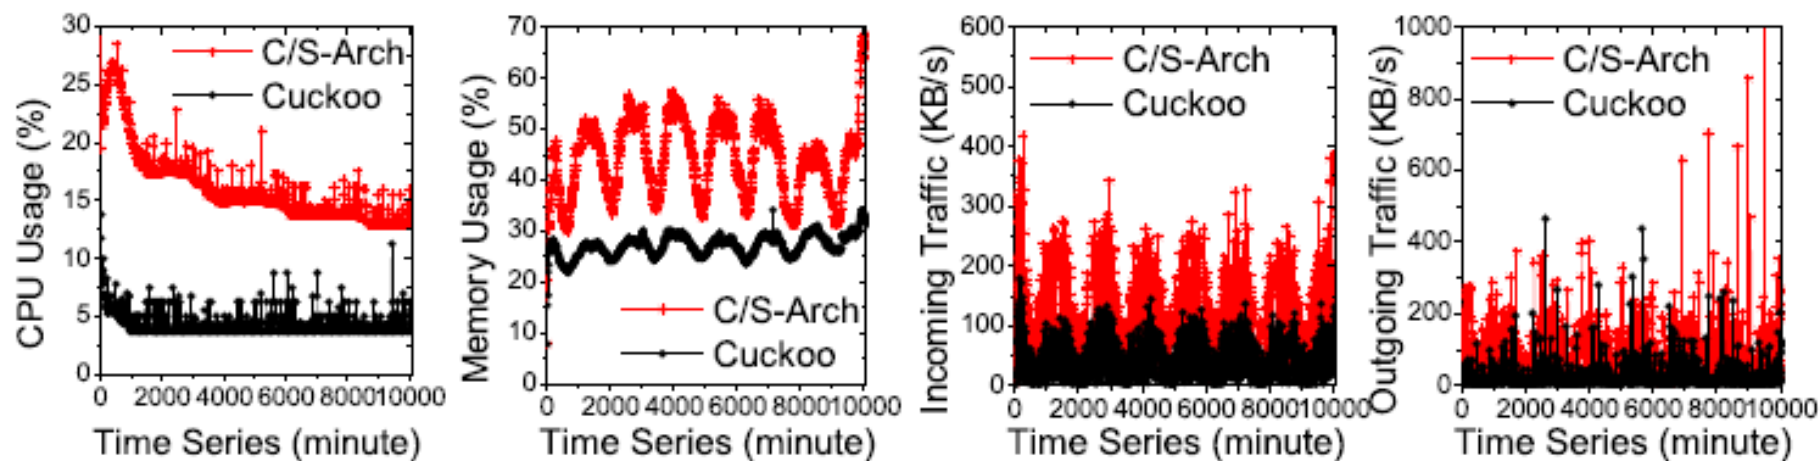 CPU Usage (%)
30
25
20
15
10
5
0
C/S-Arch
Cuckoo
0 2000 4000 6000 8000 10000
Time Series (minute)
Memory Usage (%)
70
60
50
40
30
20
10
0
C/S-Arch
Cuckoo
0 2000 4000 6000 8000 10000
Time Series (minute)
Incoming Traffic (KB/s)
600
500
400
300
200
100
0
C/S-Arch
Cuckoo
0 2000 4000 6000 8000 10000
Time Series (minute)
Outgoing Traffic (KB/s)
1000
800
600
400
200
0
C/S-Arch
Cuckoo
0 2000 4000 6000 8000 10000
Time Series (minute)